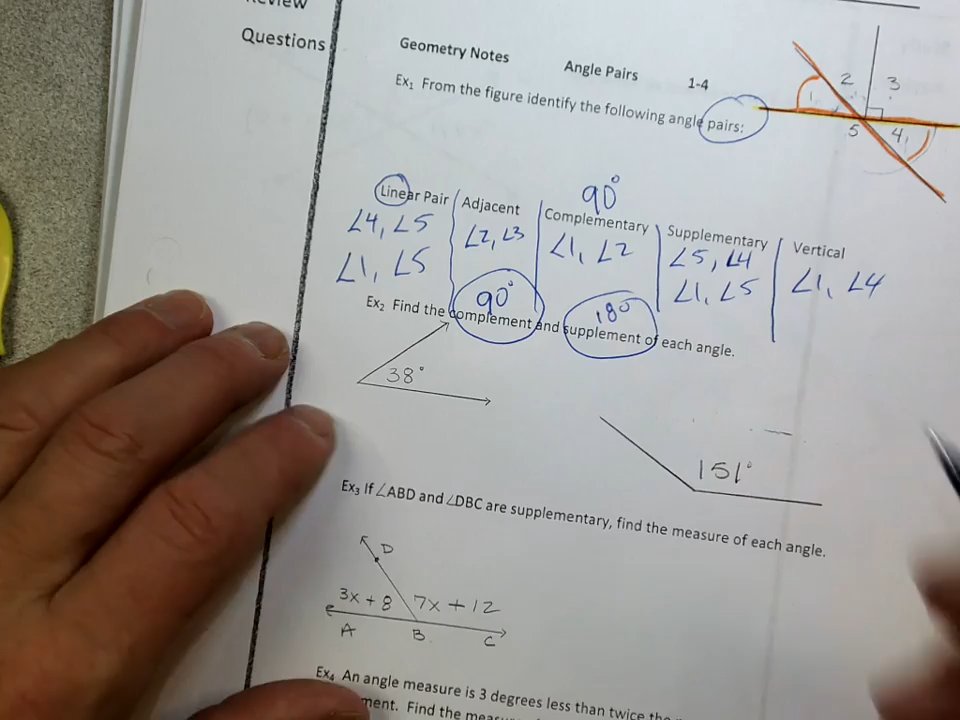 Review
Questions
Geometry Notes Angle Pairs 1-4
Ex1 From the figure identify the following angle pairs:
1 2 3 4 5
90°
Linear Pair Adjacent Complementary Supplementary Vertical
∠4, ∠5 ∠2, ∠3 ∠1, ∠2 ∠5, ∠4 ∠1, ∠4
∠1, ∠5 ∠1, ∠5
90° 180
Ex2 Find the complement and supplement of each angle.
38°
151°
Ex3 If ∠ABD and ∠DBC are supplementary, find the measure of each angle.
D
3x + 8 7x + 12
A B C
Ex4 An angle measure is 3 degrees less than twice the
Find the